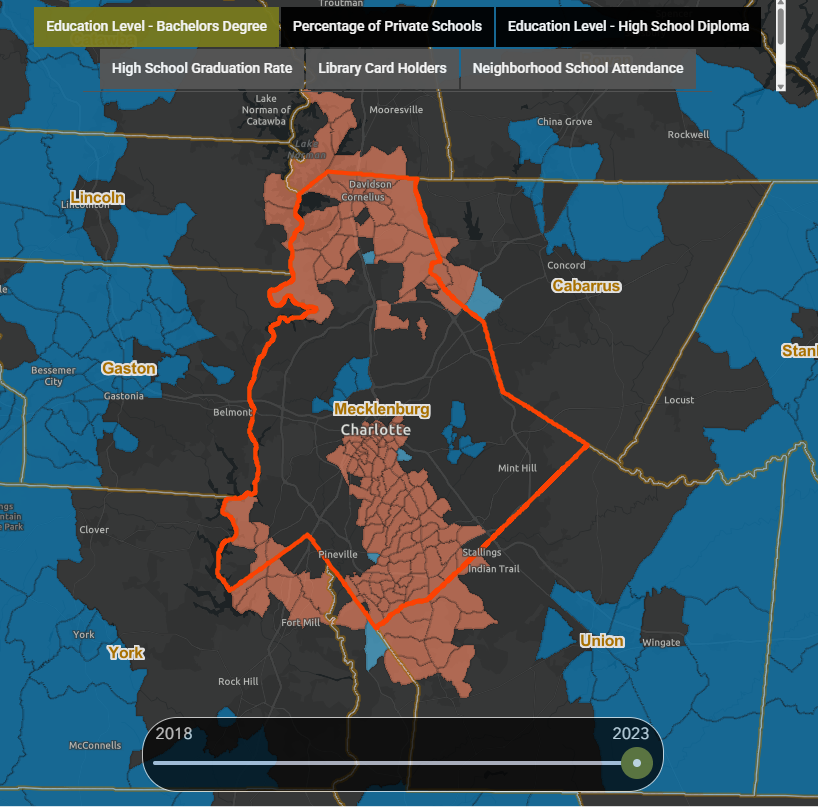 Troutman
Education Level - Bachelors Degree
Percentage of Private Schools
Education Level - High School Diploma
High School Graduation Rate
Library Card Holders
Neighborhood School Attendance
Lake
Norman of
Catawba
Mooresville
China Grove
Rockwell
Lake
Norman
Davidson
Cornelius
Lincoln
Lincolnton
Concord
Cabarrus
Stanl
Gaston
Bessemer
City
Gastonia
Belmont
Mecklenburg
Charlotte
Locust
Mint Hill
Clover
Park
Pineville
Stallings
Indian Trail
Fort Mill
York
York
Union
Wingate
Rock Hill
McConnells
2018
2023